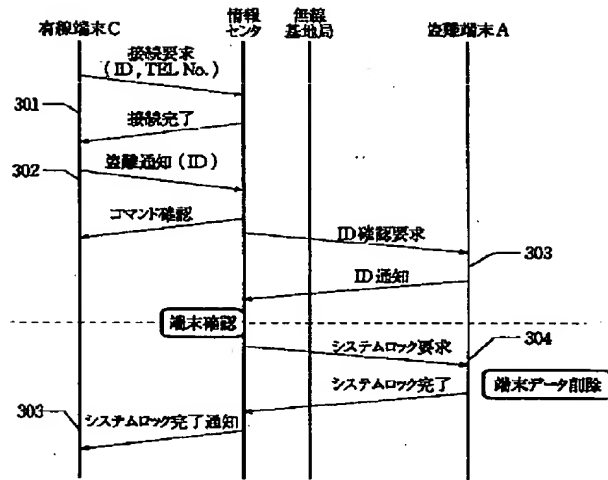 有線端末C
情報
センタ
無線
基地局
盗難端末A
接続要求
(ID, TEL No.)
301
接続完了
302
盗難通知(ID)
コマンド確認
ID確認要求
303
ID通知
端末確認
システムロック要求
304
システムロック完了
端末データ削除
303
システムロック完了通知